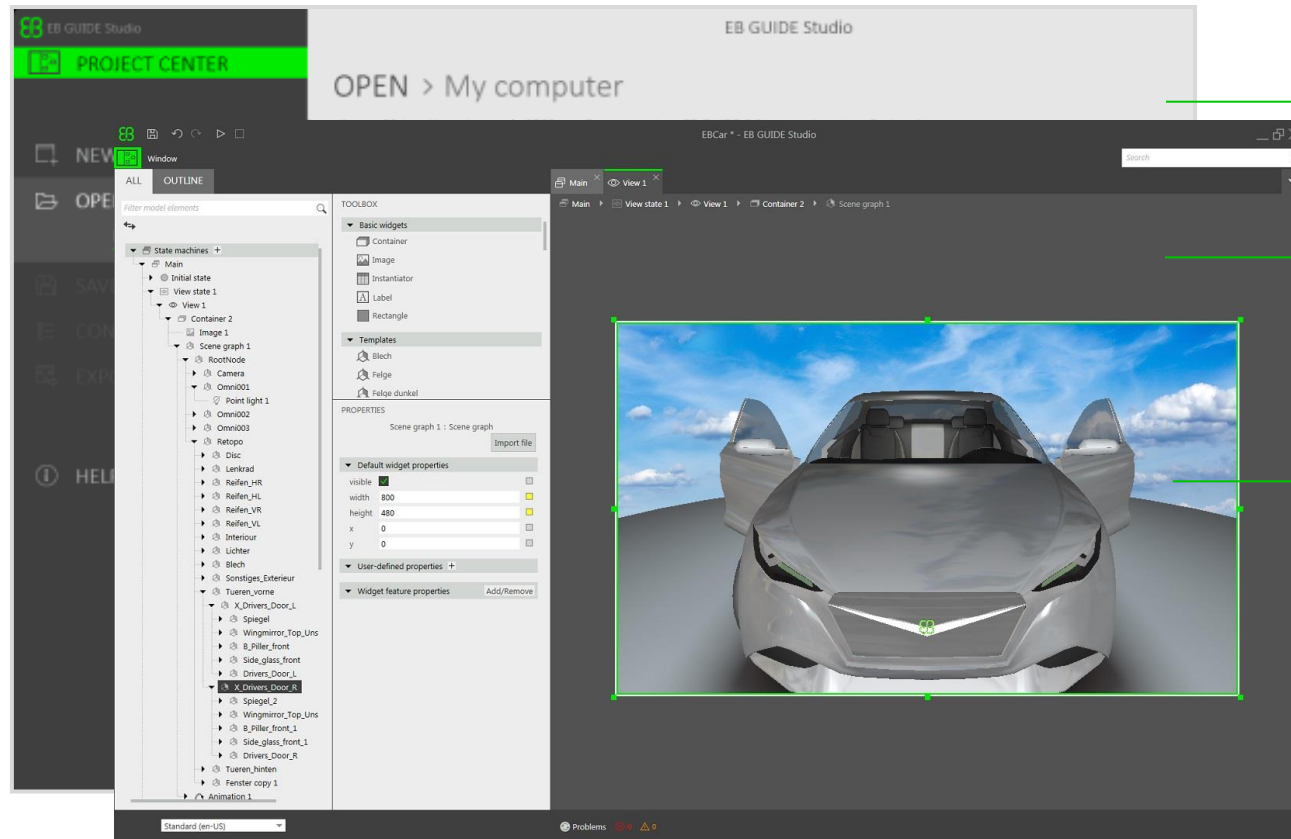 EB GUIDE Studio
EB GUIDE Studio
PROJECT CENTER
OPEN > My computer
EBCar * - EB GUIDE Studio
NEW
Window
Search
ALL
OUTLINE
Main
View 1
OPE
Filter model elements
TOOLBOX
Main
View state 1
View 1
Container 2
Scene graph 1
Basic widgets
Container
Image
Instantiator
Label
Rectangle
Templates
Blech
Felge
Felge dunkel
State machines
Main
Initial state
View state 1
View 1
Container 2
Image 1
Scene graph 1
RootNode
Camera
Omni001
Point light 1
Omni002
Omni003
Retopo
Disc
Lenkrad
Reifen_HR
Reifen_HL
Reifen_VR
Reifen_VL
Interiour
Lichter
Blech
Sonstiges_Exterieur
Tueren_vorne
X_Drivers_Door_L
Spiegel
Wingmirror_Top_Uns
B_Piller_front
Side_glass_front
Drivers_Door_L
X_Drivers_Door_R
Spiegel_2
Wingmirror_Top_Uns
B_Piller_front_1
Side_glass_front_1
Drivers_Door_R
Tueren_hinten
Fenster copy 1
Animation 1
SAV
CON
EXPO
HELP
PROPERTIES
Scene graph 1 : Scene graph
Import file
Default widget properties
visible
width 800
height 480
x 0
y 0
User-defined properties +
Widget feature properties Add/Remove
EB
Standard (en-US)
Problems 0 0